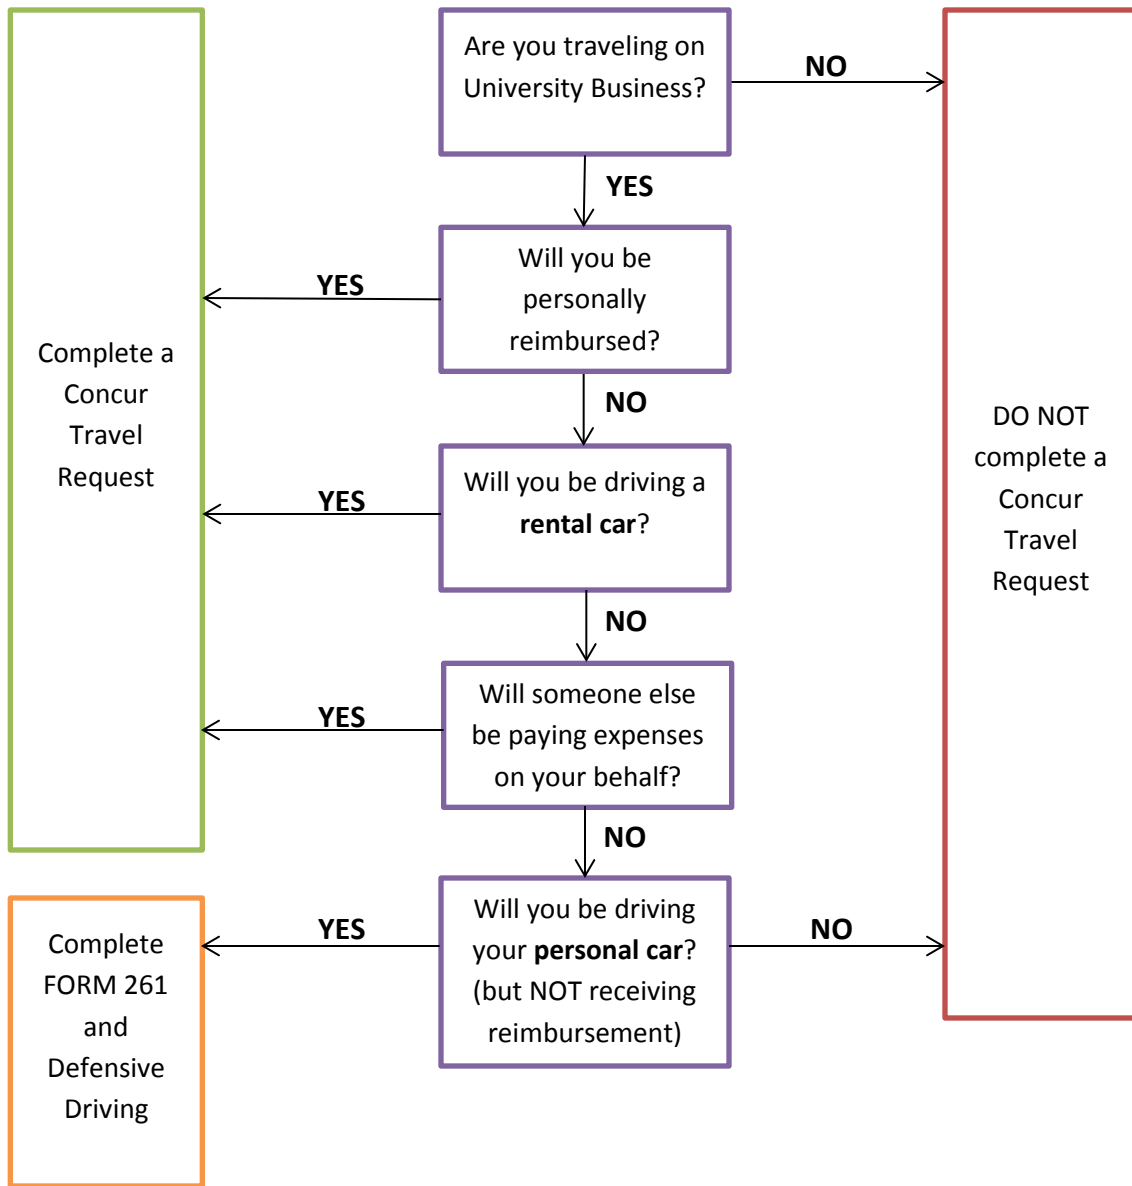 Are you traveling on
University Business?
NO
YES
Will you be
personally
reimbursed?
YES
NO
Complete a
Concur
Travel
Request
Will you be driving a
rental car?
YES
NO
DO NOT
complete a
Concur
Travel
Request
Will someone else
be paying expenses
on your behalf?
YES
NO
Will you be driving
your personal car?
(but NOT receiving
reimbursement)
YES
NO
Complete
FORM 261
and
Defensive
Driving